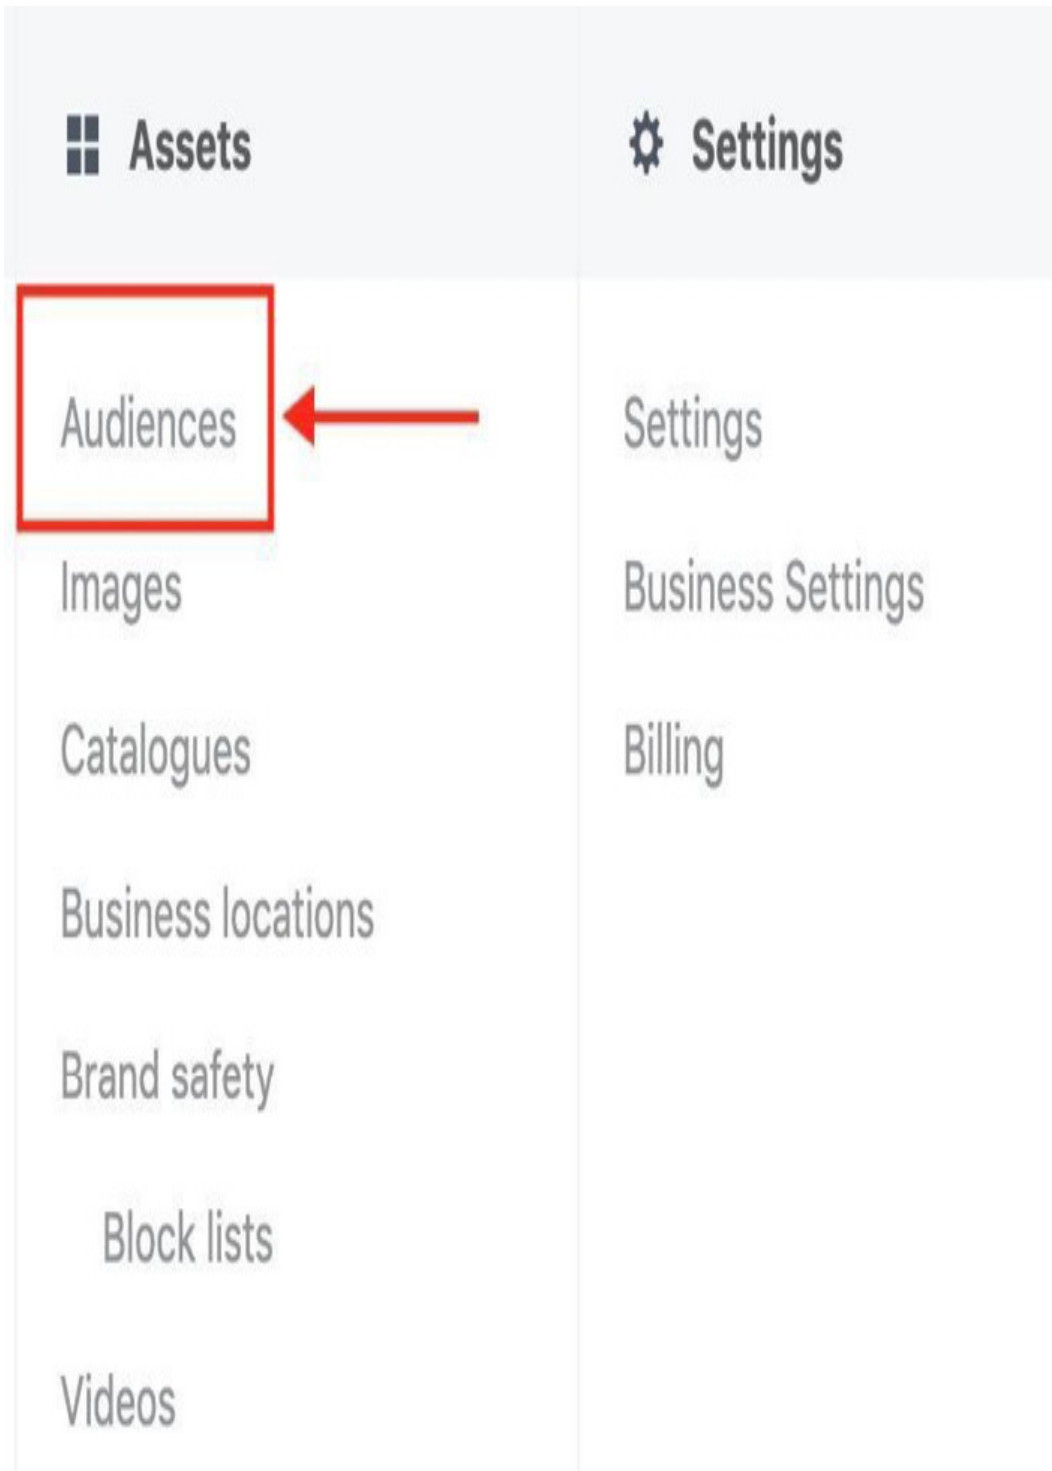 Assets
Audiences
Images
Catalogues
Business locations
Brand safety
Block lists
Videos
Settings
Settings
Business Settings
Billing